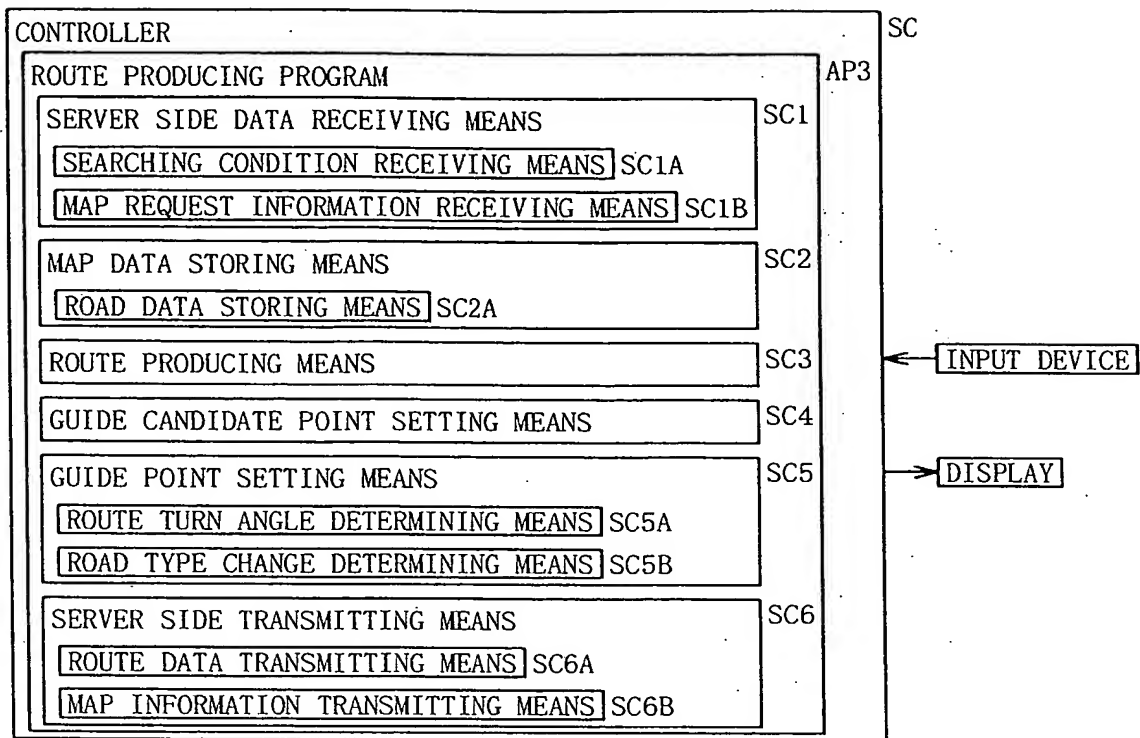 CONTROLLER SC
ROUTE PRODUCING PROGRAM AP3
SERVER SIDE DATA RECEIVING MEANS SC1
SEARCHING CONDITION RECEIVING MEANS SC1A
MAP REQUEST INFORMATION RECEIVING MEANS SC1B
MAP DATA STORING MEANS SC2
ROAD DATA STORING MEANS SC2A
ROUTE PRODUCING MEANS SC3
INPUT DEVICE
GUIDE CANDIDATE POINT SETTING MEANS SC4
GUIDE POINT SETTING MEANS SC5
DISPLAY
ROUTE TURN ANGLE DETERMINING MEANS SC5A
ROAD TYPE CHANGE DETERMINING MEANS SC5B
SERVER SIDE TRANSMITTING MEANS SC6
ROUTE DATA TRANSMITTING MEANS SC6A
MAP INFORMATION TRANSMITTING MEANS SC6B